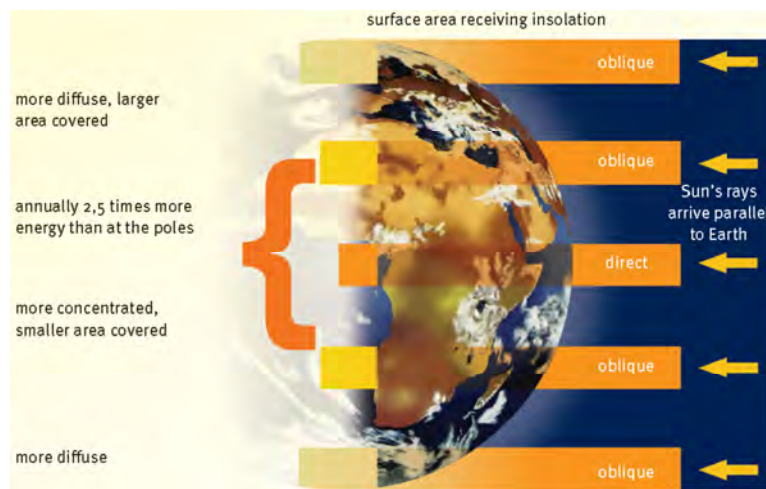 surface area receiving insolation
oblique
more diffuse, larger
area covered
oblique
annually 2,5 times more
energy than at the poles
Sun's rays
arrive parallel
to Earth
direct
more concentrated,
smaller area covered
oblique
more diffuse
oblique